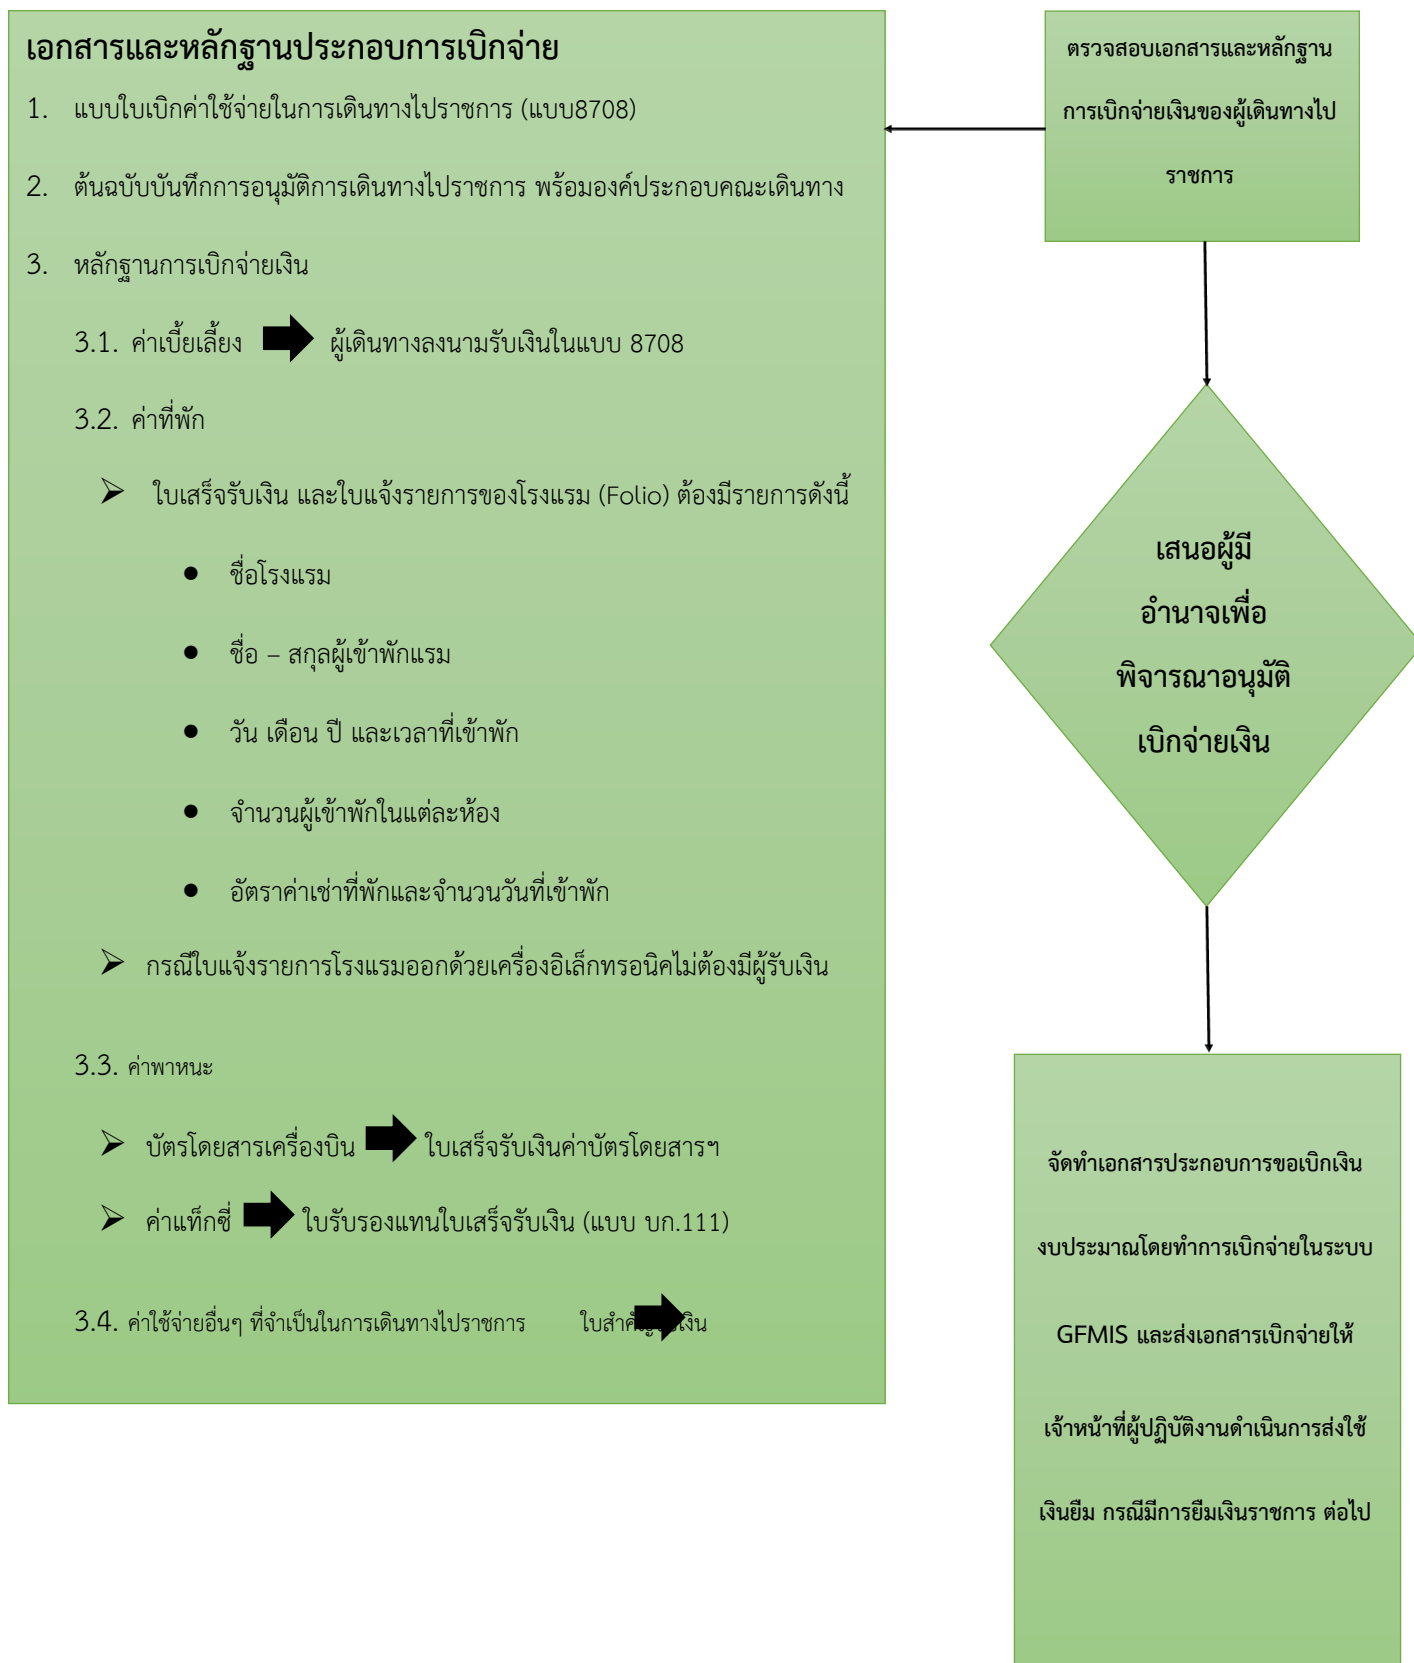 เอกสารและหลักฐานประกอบการเบิกจ่าย
1. แบบใบเบิกค่าใช้จ่ายในการเดินทางไปราชการ (แบบ8708)
2. ต้นฉบับบันทึกการอนุมัติการเดินทางไปราชการ พร้อมองค์ประกอบคณะเดินทาง
3. หลักฐานการเบิกจ่ายเงิน
3.1. ค่าเบี้ยเลี้ยง ผู้เดินทางลงนามรับเงินในแบบ 8708
3.2. ค่าที่พัก
ใบเสร็จรับเงิน และใบแจ้งรายการของโรงแรม (Folio) ต้องมีรายการดังนี้
ชื่อโรงแรม
ชื่อ – สกุลผู้เข้าพักแรม
วัน เดือน ปี และเวลาที่เข้าพัก
จำนวนผู้เข้าพักในแต่ละห้อง
อัตราค่าเช่าที่พักและจำนวนวันที่เข้าพัก
กรณีใบแจ้งรายการโรงแรมออกด้วยเครื่องอิเล็กทรอนิคไม่ต้องมีผู้รับเงิน
3.3. ค่าพาหนะ
บัตรโดยสารเครื่องบิน ใบเสร็จรับเงินค่าบัตรโดยสารฯ
ค่าแท็กซี่ ใบรับรองแทนใบเสร็จรับเงิน (แบบ บก.111)
3.4. ค่าใช้จ่ายอื่นๆ ที่จำเป็นในการเดินทางไปราชการ
ตรวจสอบเอกสารและหลักฐาน
การเบิกจ่ายเงินของผู้เดินทางไป
ราชการ
เสนอผู้มี
อำนาจเพื่อ
พิจารณาอนุมัติ
เบิกจ่ายเงิน
จัดทำเอกสารประกอบการขอเบิกเงิน
งบประมาณโดยทำการเบิกจ่ายในระบบ
GFMIS และส่งเอกสารเบิกจ่ายให้
เจ้าหน้าที่ผู้ปฏิบัติงานดำเนินการส่งใช้
เงินยืม กรณีมีการยืมเงินราชการ ต่อไป